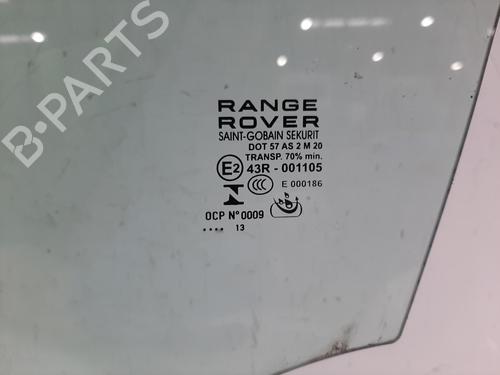 B-PARTS
RANGE
ROVER
SAINT-GOBAIN SEKURIT
DOT 57 AS 2 M 20
TRANSP. 70% min.
E2 43R - 001105
CCC E 000186
OCP N°0009
.... 13